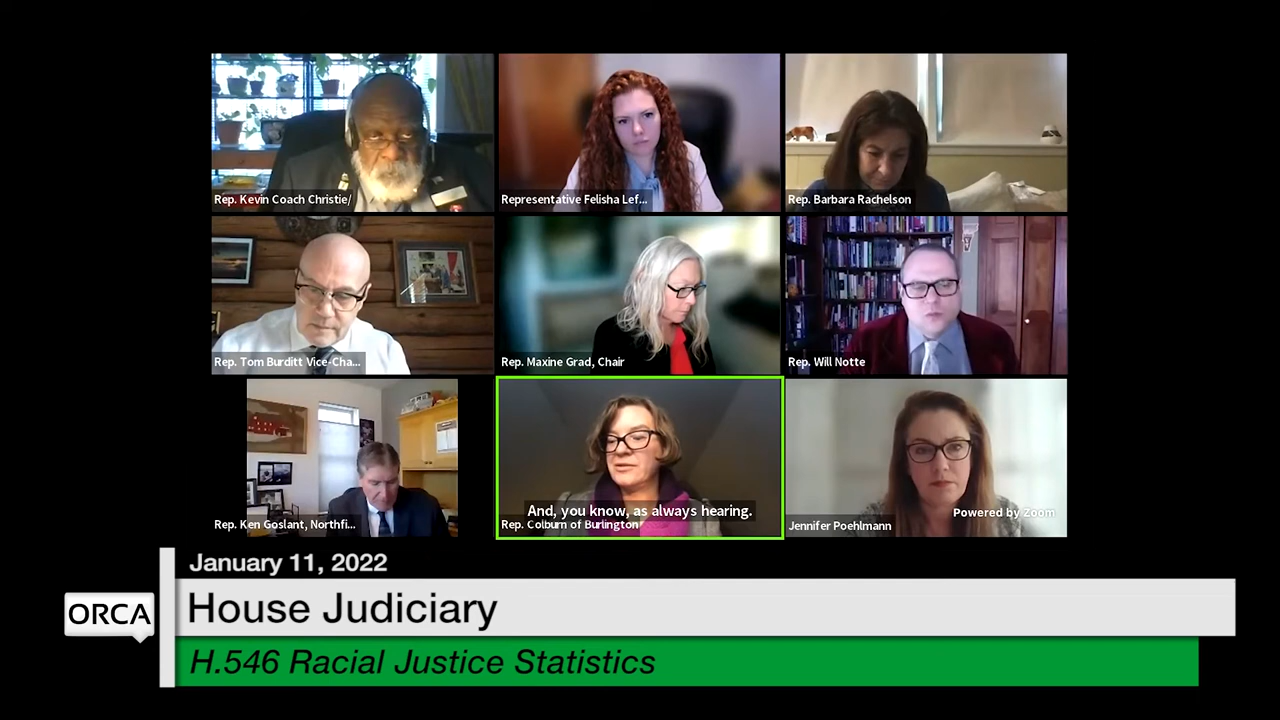 Rep. Kevin Coach Christie/
Representative Felisha Lef...
Rep. Barbara Rachelson
Rep. Tom Burditt Vice-Cha...
Rep. Maxine Grad, Chair
Rep. Will Notte
Rep. Ken Goslant, Northfi...
And, you know, as always hearing.
Rep. Colburn of Burlington
Jennifer Poehlmann
Powered by Zoom
January 11, 2022
ORCA
House Judiciary
H.546 Racial Justice Statistics